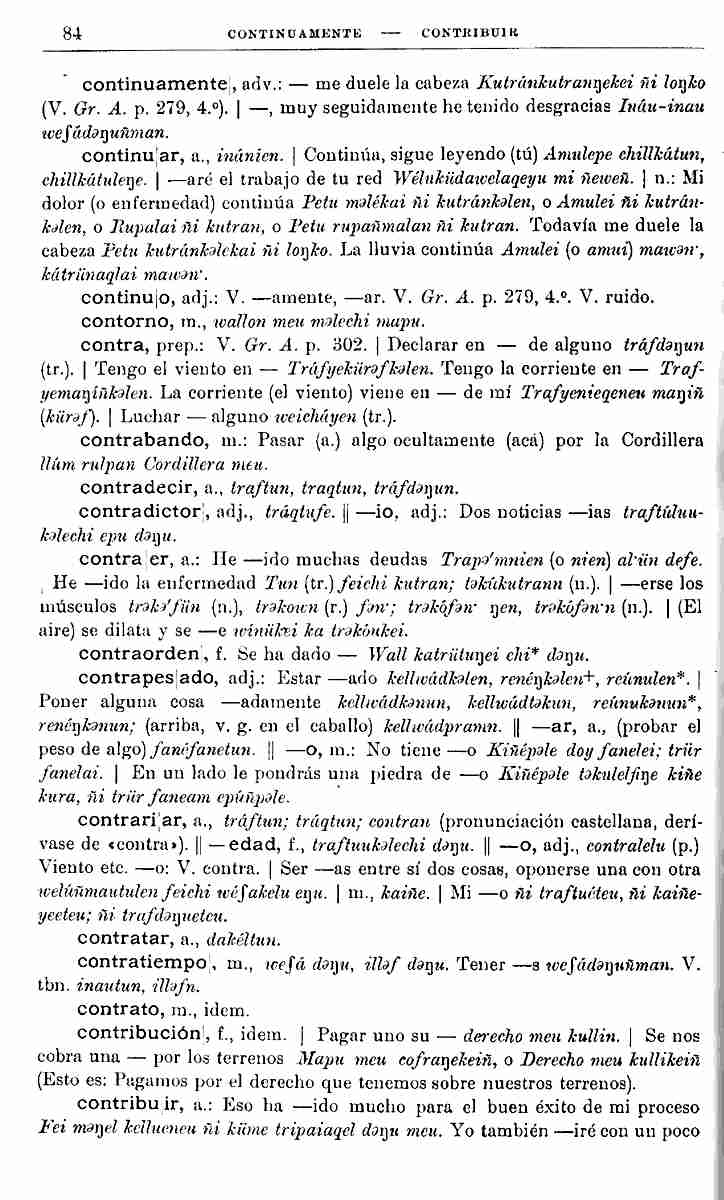 84 CONTINUAMENTE — CONTRIBUIR
continuamente|, adv.: — me duele la cabeza Kutránkutranŋekei ñi loŋko
(V. Gr. A. p. 279, 4.º). | —, muy seguidamente he tenido desgracias Ináu-inau
weʃádəŋuñman.
continu|ar, a., inánien. | Continúa, sigue leyendo (tú) Amulepe chillkátun,
chillkátuleŋe. | —aré el trabajo de tu red Wéluküdawelaqeyu mi ñeweñ. | n.: Mi
dolor (o enfermedad) continúa Petu məlékai ñi kutránkəlen, o Amulei ñi kutrán-
kəlen, o Rupalai ñi kutran, o Petu rupañmalan ñi kutran. Todavía me duele la
cabeza Petu kutránkəlekai ñi loŋko. La lluvia continúa Amulei (o amui) mawən·,
kátrünaqlai mawən·.
continu|o, adj.: V. —amente, —ar. V. Gr. A. p. 279, 4.º. V. ruido.
contorno, m., wallon meu məlechi mapu.
contra, prep.: V. Gr. A. p. 302. | Declarar en — de alguno tráfdəŋun
(tr.). | Tengo el viento en — Tráfyekürəfkəlen. Tengo la corriente en — Traf-
yemaŋíñkəlen. La corriente (el viento) viene en — de mí Trafyenieqeneu maŋiñ
(kürəf). | Luchar — alguno weicháyen (tr.).
contrabando, m.: Pasar (a.) algo ocultamente (acá) por la Cordillera
llúm rulpan Cordillera meu.
contradecir, a., traftun, traqtun, tráfdəŋun.
contradictor|, adj., tráqtufe. || —io, adj.: Dos noticias —ias traftúluu-
kəlechi epu dəŋu.
contra|er, a.: He —ido muchas deudas Trapə'mnien (o nien) al·ün defe.
| He —ido la enfermedad Tun (tr.) feichi kutran; təkúkutrann (n.). | —erse los
músculos trəkə'fün (n.), trəkown (r.) fən·; trəkófən· ŋen, trəkófən·n (n.). | (El
aire) se dilata y se —e winükei ka trəkóukei.
contraorden|, f. Se ha dado — Wall katrütuŋei chi* dəŋu.
contrapes|ado, adj.: Estar —ado kellwádkəlen, renéŋkəlen+, reúnulen*. |
Poner alguna cosa —adamente kellwádkənun, kellwádtəkun, reúnukənun*,
renéŋkənun; (arriba, v. g. en el caballo) kellwádpramn. || —ar, a., (probar el
peso de algo) fanéfanetun. || —o, m.: No tiene —o Kiñépəle doy fanelei; trür
fanelai. | En un lado le pondrás una piedra de —o Kiñépəle təkulelfiŋe kiñe
kura, ñi trür faneam epúñpəle.
contrari|ar, a., tráftun; tráqtun; contran (pronunciación castellana, derí-
vase de «contra»). || —edad, f., traftuukəlechi dəŋu. || —o, adj., contralelu (p.)
Viento etc. —o: V. contra. | Ser —as entre sí dos cosas, oponerse una con otra
welúñmautulen feichi wéʃakelu eŋu. | m., kaiñe. | Mi —o ñi traftuéteu, ñi kaiñe-
yeeteu; ñi trafdəŋueteu.
contratar, a., dakéltun.
contratiempo|, m., weʃá dəŋu, illəf dəŋu. Tener —s weʃádəŋuñman. V.
tbn. inautun, illəfn.
contrato, m., idem.
contribución|, f., idem. | Pagar uno su — derecho meu kullin. | Se nos
cobra una — por los terrenos Mapu meu cofraŋekeiñ, o Derecho meu kullikeiñ
(Esto es: Pagamos por el derecho que tenemos sobre nuestros terrenos).
contribu|ir, a.: Eso ha —ido mucho para el buen éxito de mi proceso
Fei məŋel kellueneu ñi küme tripaiaqel dəŋu meu. Yo también —iré con un poco